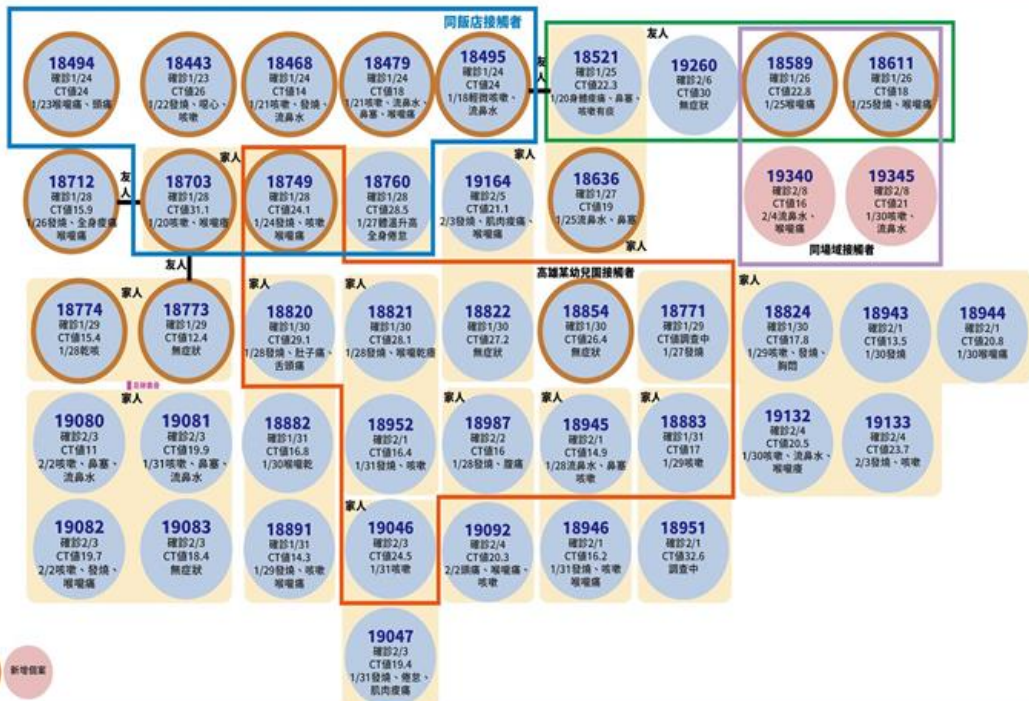 同飯店接觸者
18494
確診1/24
CT值24
1/23喉嚨痛、頭痛
18443
確診1/23
CT值26
1/22發燒、噁心、
咳嗽
18468
確診1/24
CT值14
1/21咳嗽、發燒、
流鼻水
18479
確診1/24
CT值18
1/21咳嗽、流鼻水、
鼻塞、喉嚨痛
18495
確診1/24
CT值24
1/18輕微咳嗽、
流鼻水
友人
18521
確診1/25
CT值22.3
1/20身體痠痛、鼻塞、
咳嗽有痰
友人
19260
確診2/6
CT值30
無症狀
18589
確診1/26
CT值22.8
1/25喉嚨痛
18611
確診1/26
CT值18
1/25發燒、喉嚨痛
18712
確診1/28
CT值15.9
1/26發燒、全身痠痛
喉嚨痛
友人
18703
確診1/28
CT值31.1
1/20咳嗽、喉嚨癢
家人
18749
確診1/28
CT值24.1
1/24發燒、咳嗽
喉嚨痛
18760
確診1/28
CT值28.5
1/27體溫升高
全身倦怠
19164
確診2/5
CT值21.1
2/3發燒、肌肉痠痛、
喉嚨痛
家人
18636
確診1/27
CT值19
1/25流鼻水、鼻塞
家人
19340
確診2/8
CT值16
2/4流鼻水、
喉嚨痛
19345
確診2/8
CT值21
1/30咳嗽、
流鼻水
同場域接觸者
友人
高雄某幼兒園接觸者
家人
18774
確診1/29
CT值15.4
1/28乾咳
18773
確診1/29
CT值12.4
無症狀
家人
18820
確診1/30
CT值29.1
1/28發燒、肚子痛、
舌頭痛
家人
18821
確診1/30
CT值28.1
1/28發燒、喉嚨乾癢
18822
確診1/30
CT值27.2
無症狀
18854
確診1/30
CT值26.4
無症狀
18771
確診1/29
CT值調查中
1/27發燒
家人
18824
確診1/30
CT值17.8
1/29咳嗽、發燒、
胸悶
18943
確診2/1
CT值13.5
1/30發燒
18944
確診2/1
CT值20.8
1/30喉嚨痛
家人
19080
確診2/3
CT值11
2/2咳嗽、鼻塞
19081
確診2/3
CT值19.9
1/31咳嗽、鼻塞、
流鼻水
18882
確診1/31
CT值16.8
1/30喉嚨乾
18952
確診2/1
CT值16.4
1/31發燒、咳嗽
家人
18987
確診2/2
CT值16
1/28發燒、腹痛
家人
18945
確診2/1
CT值14.9
1/28流鼻水、鼻塞
咳嗽
家人
18883
確診1/31
CT值17
1/29咳嗽
19132
確診2/4
CT值20.5
1/30咳嗽、流鼻水、
喉嚨癢
19133
確診2/4
CT值23.7
2/3發燒、咳嗽
19082
確診2/3
CT值19.7
2/2咳嗽、發燒、
喉嚨痛
19083
確診2/3
CT值18.4
無症狀
18891
確診1/31
CT值14.3
1/29發燒、咳嗽
喉嚨痛
家人
19046
確診2/3
CT值24.5
1/31咳嗽
19092
確診2/4
CT值20.3
2/2頭痛、喉嚨痛、
咳嗽
18946
確診2/1
CT值16.2
1/31發燒、咳嗽
喉嚨痛
18951
確診2/1
CT值32.6
調查中
19047
確診2/3
CT值19.4
1/31發燒、倦怠、
肌肉痠痛
新增個案